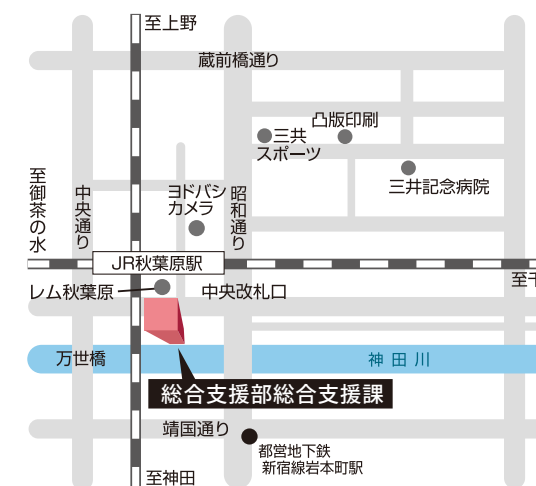 至上野
蔵前橋通り
凸版印刷
三共
スポーツ
三井記念病院
至御茶の水
中央通り
ヨドバシ
カメラ
昭和通り
JR秋葉原駅
至千
レム秋葉原
中央改札口
万世橋
神田川
総合支援部総合支援課
靖国通り
都営地下鉄
新宿線岩本町駅
至神田